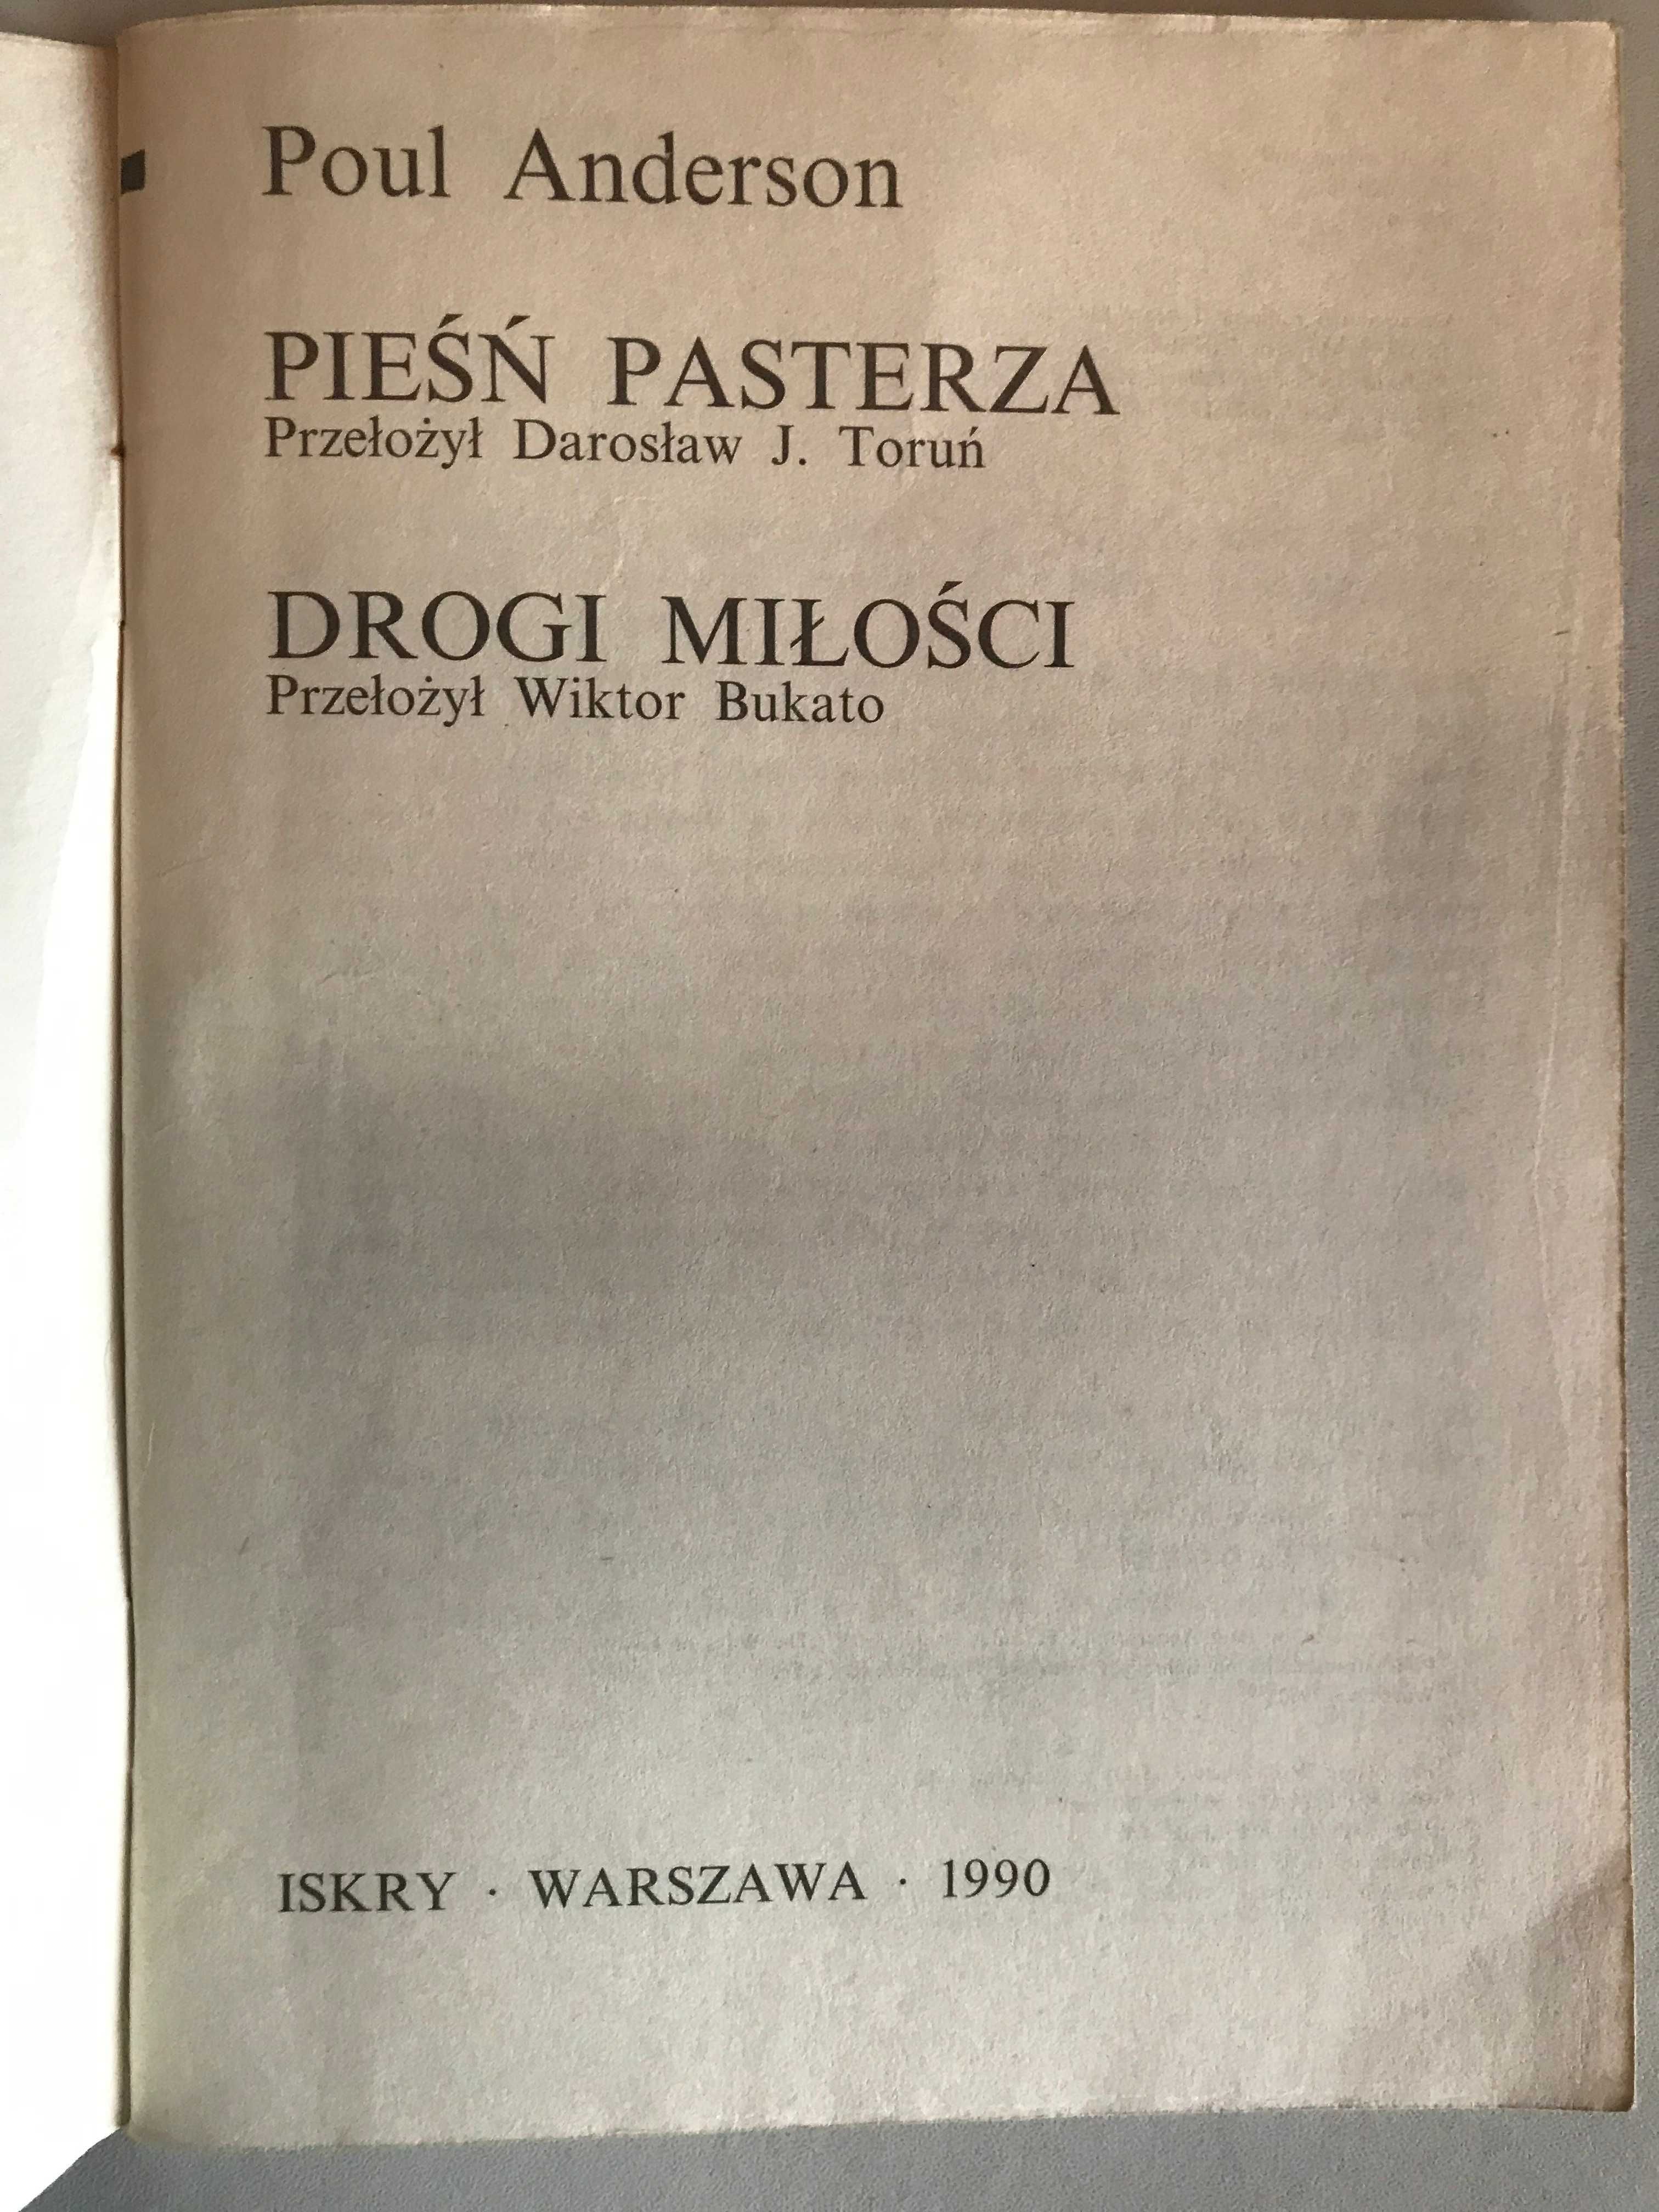 Poul Anderson
PIEŚŃ PASTERZA
Przełożył Darosław J. Toruń
DROGI MIŁOŚCI
Przełożył Wiktor Bukato
ISKRY · WARSZAWA · 1990